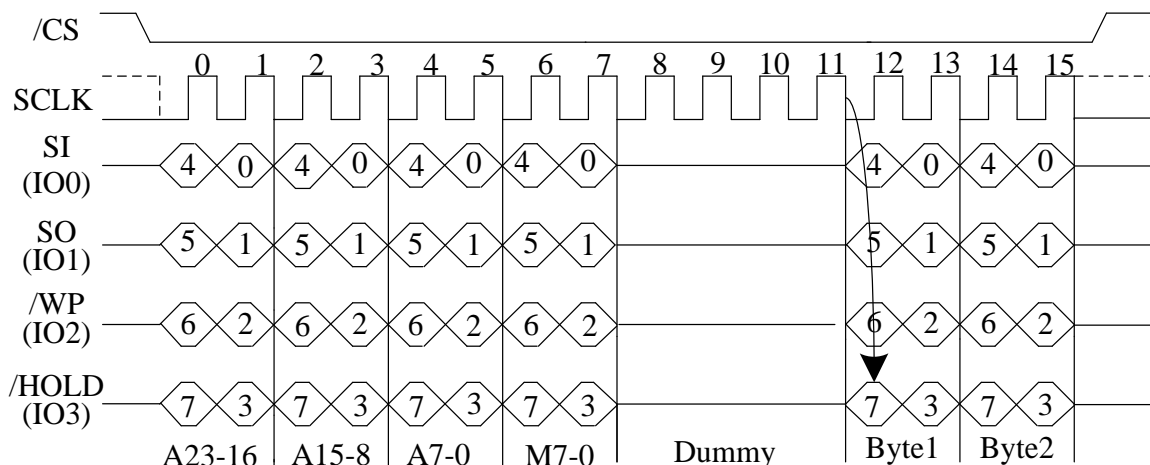 /CS
0 1 2 3 4 5 6 7 8 9 10 11 12 13 14 15
SCLK
SI
(IO0)
4 0 4 0 4 0 4 0 4 0 4 0
SO
(IO1)
5 1 5 1 5 1 5 1 5 1 5 1
/WP
(IO2)
6 2 6 2 6 2 6 2 6 2 6 2
/HOLD
(IO3)
7 3 7 3 7 3 7 3 7 3 7 3
A23-16 A15-8 A7-0 M7-0 Dummy Byte1 Byte2